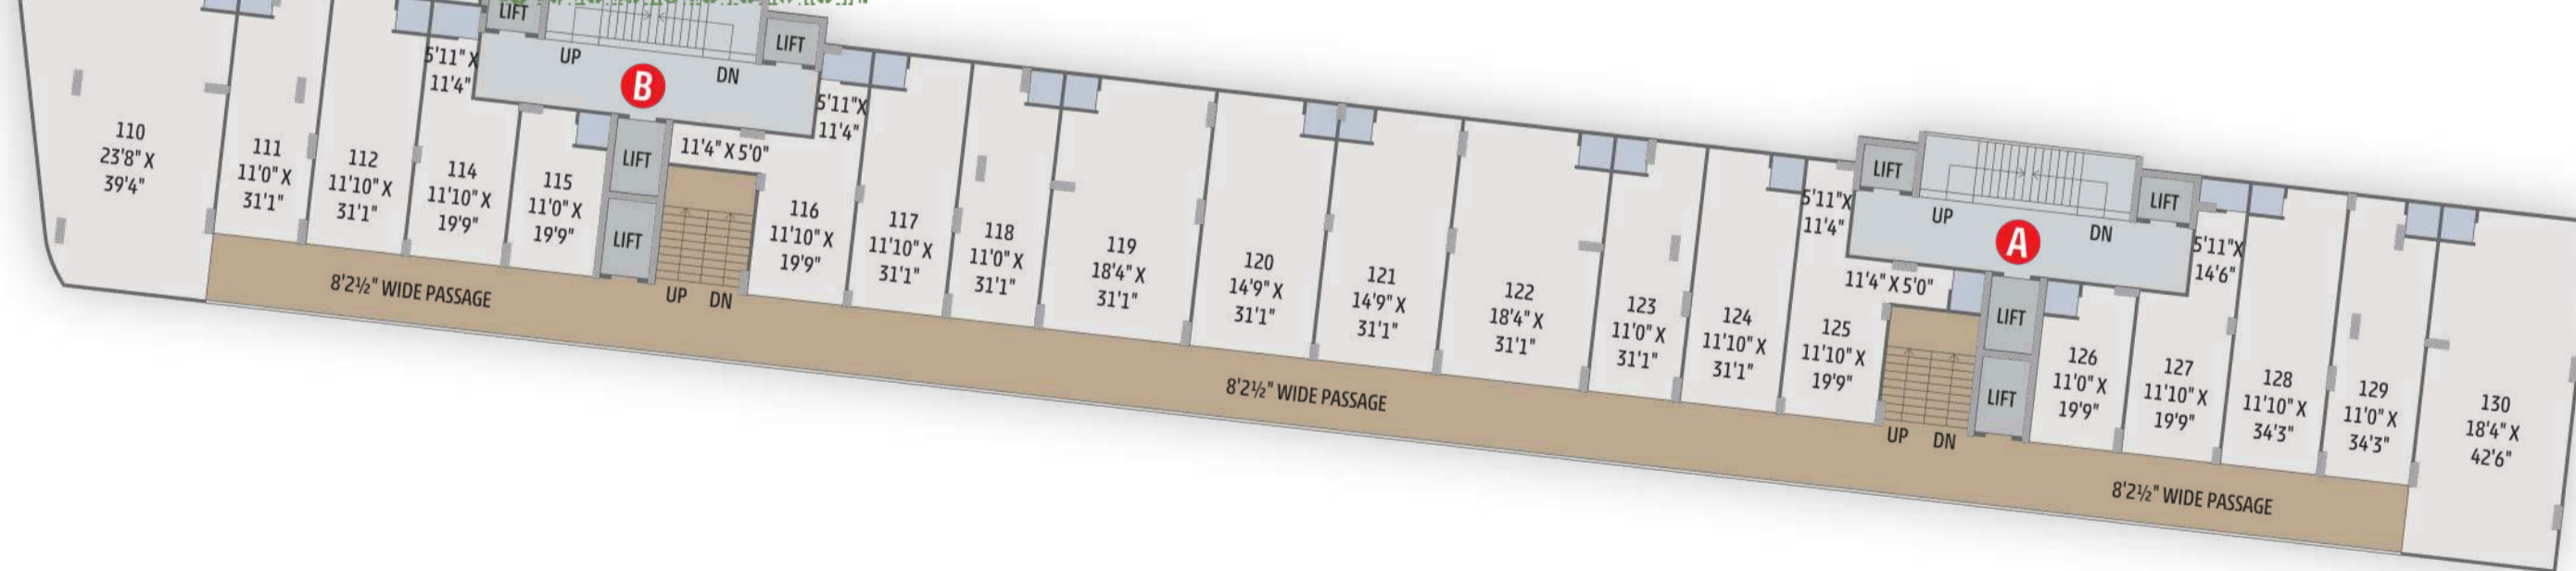 LIFT
UP
B
DN
LIFT
5'11" X
11'4"
110
23'8" X
39'4"
111
11'0" X
31'1"
112
11'10" X
31'1"
114
11'10" X
19'9"
115
11'0" X
19'9"
LIFT
LIFT
11'4" X 5'0"
5'11"X
11'4"
UP DN
116
11'10" X
19'9"
117
11'10" X
31'1"
118
11'0" X
31'1"
119
18'4" X
31'1"
120
14'9" X
31'1"
121
14'9" X
31'1"
122
18'4" X
31'1"
123
11'0" X
31'1"
124
11'10" X
31'1"
5'11"X
11'4"
125
11'10" X
19'9"
LIFT
UP
A
DN
LIFT
11'4" X 5'0"
LIFT
LIFT
UP DN
5'11"X
14'6"
126
11'0" X
19'9"
127
11'10" X
19'9"
128
11'10" X
34'3"
129
11'0" X
34'3"
130
18'4" X
42'6"
8'2½" WIDE PASSAGE
8'2½" WIDE PASSAGE
8'2½" WIDE PASSAGE